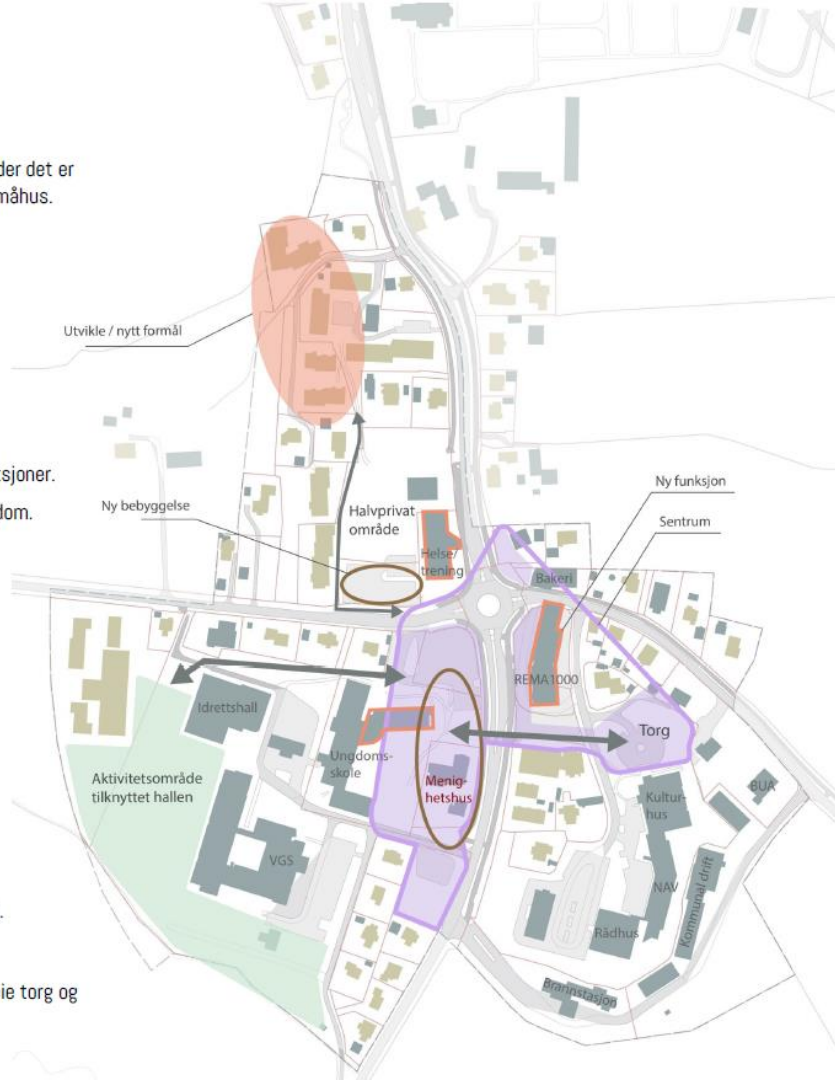 der det er
måhus.
Utvikle / nytt formål
sjoner.
Ny bebyggelse
dom.
Halvprivat
område
Ny funksjon
Sentrum
Helse/
trening
Bakeri
REMA1000
Idrettshall
Torg
Ungdoms-
skole
Aktivitetsområde
tilknyttet hallen
Menig-
hetshus
Kultur-
hus
BUA
VGS
NAV
Kommunal drift
Rådhus
Brannstasjon
.
ie torg og